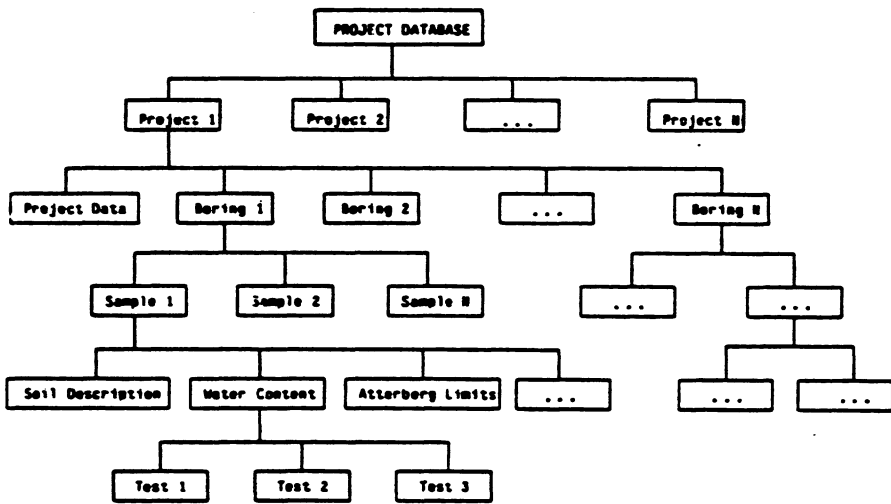 PROJECT DATABASE
Project 1 Project 2 ... Project N
Project Data Boring 1 Boring 2 ... Boring N
Sample 1 Sample 2 Sample N ... ...
Soil Description Water Content Atterberg Limits ... ... ...
Test 1 Test 2 Test 3